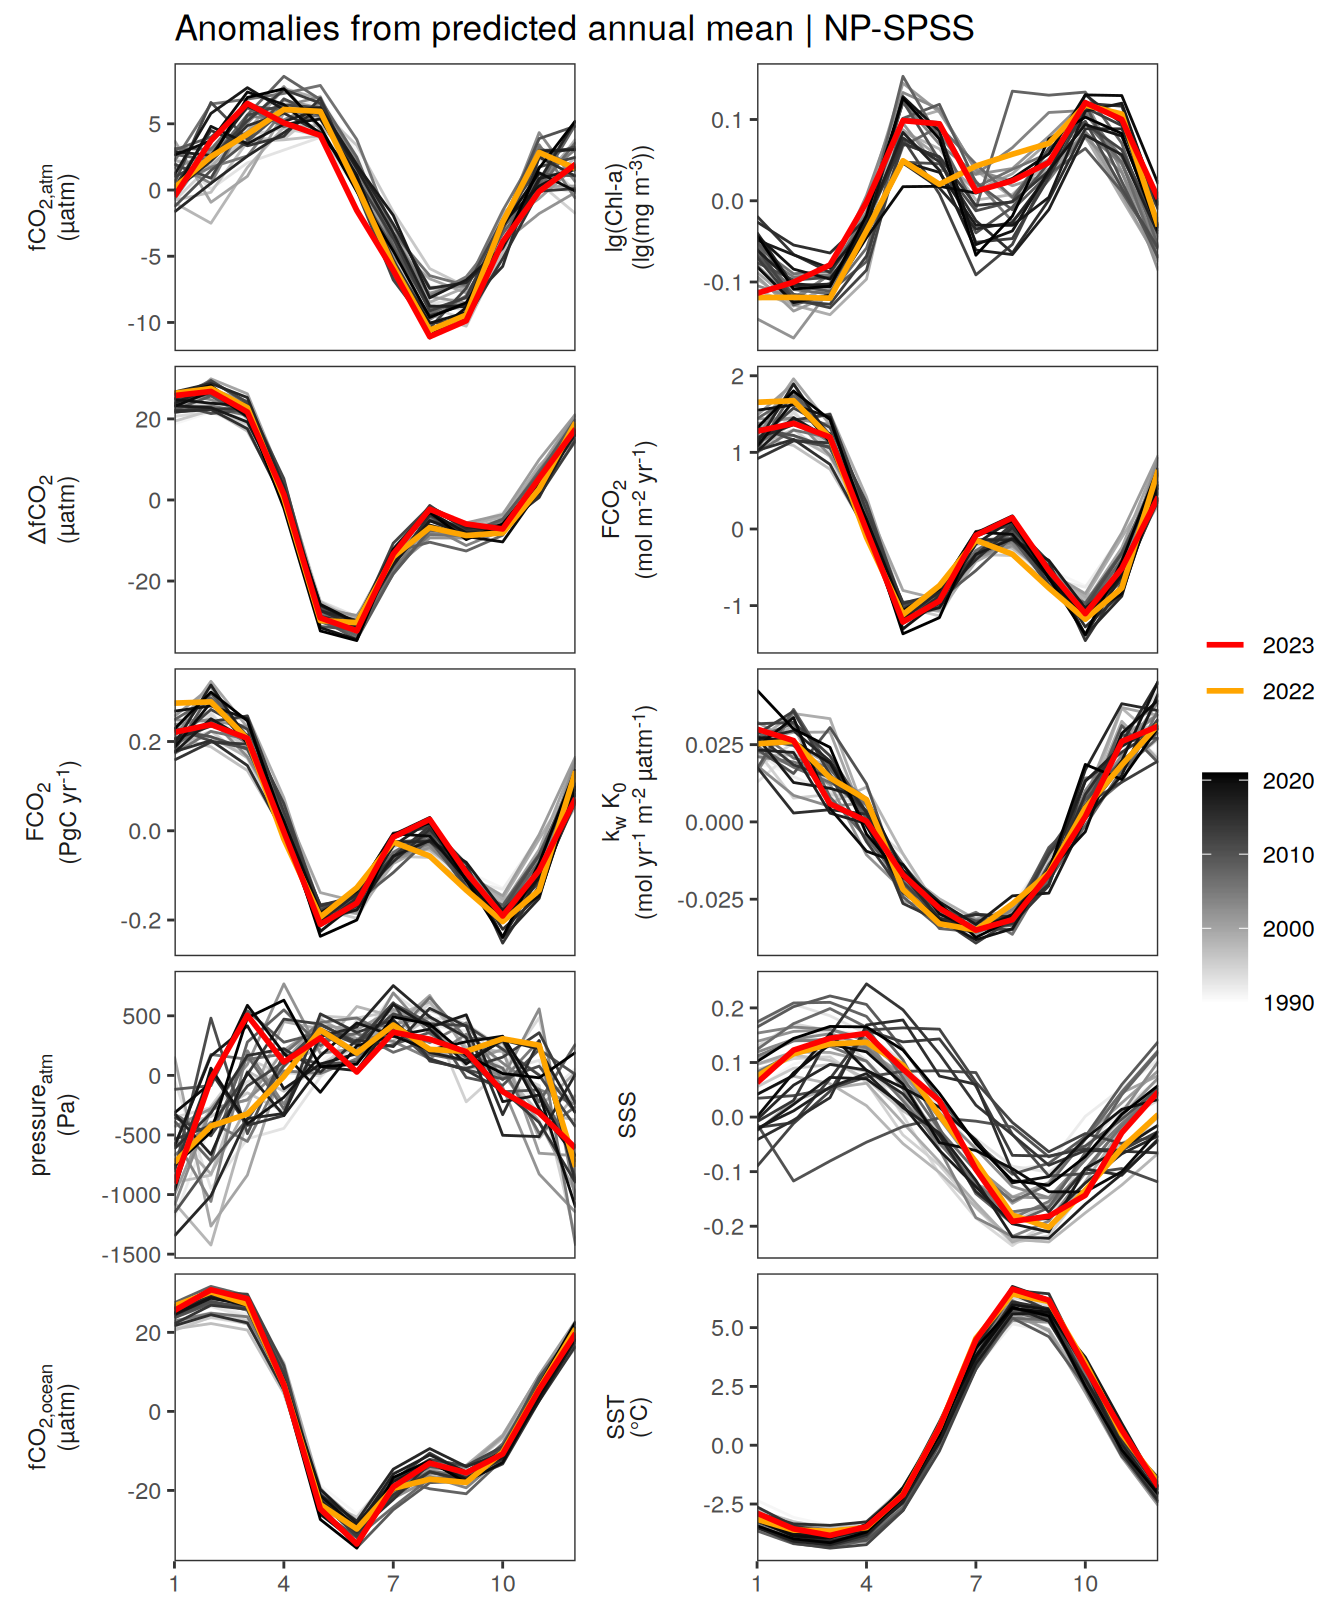 Anomalies from predicted annual mean | NP-SPSS
fCO2,atm
(µatm)
5
0
-5
-10
lg(Chl-a)
(lg(mg m-3))
0.1
0.0
-0.1
ΔfCO2
(µatm)
20
0
-20
FCO2
(mol m-2 yr-1)
2
1
0
-1
FCO2
(PgC yr-1)
0.2
0.0
-0.2
kw K0
(mol yr-1 m-2 µatm-1)
0.025
0.000
-0.025
pressureatm
(Pa)
500
0
-500
-1000
-1500
SSS
0.2
0.1
0.0
-0.1
-0.2
fCO2,ocean
(µatm)
20
0
-20
1 4 7 10
SST
(°C)
5.0
2.5
0.0
-2.5
1 4 7 10
2023
2022
2020
2010
2000
1990